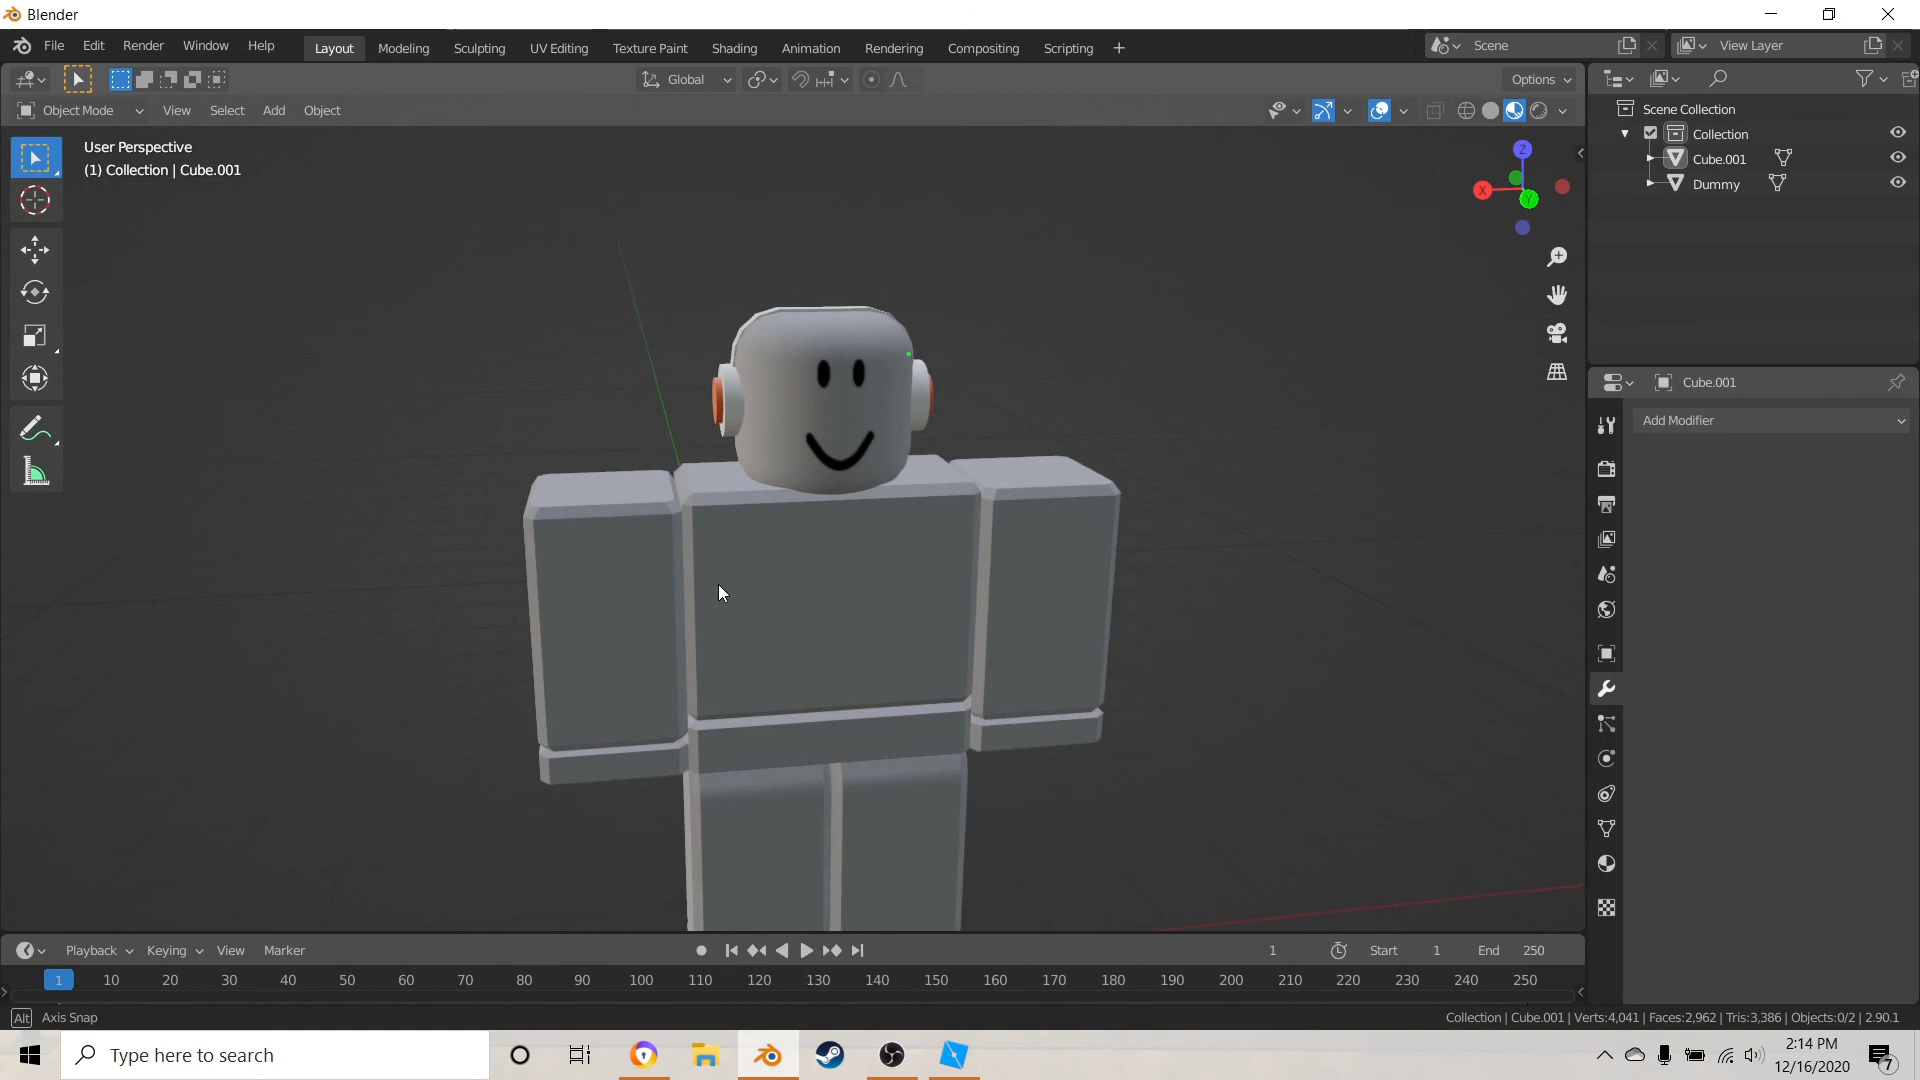 Blender
File Edit Render Window Help Layout Modeling Sculpting UV Editing Texture Paint Shading Animation Rendering Compositing Scripting + Scene View Layer
Global Options
Object Mode View Select Add Object
User Perspective
(1) Collection | Cube.001
Z
X
Y
Scene Collection
Collection
Cube.001
Dummy
Cube.001
Add Modifier
Playback Keying View Marker 1 Start 1 End 250
1 10 20 30 40 50 60 70 80 90 100 110 120 130 140 150 160 170 180 190 200 210 220 230 240 250
Alt Axis Snap Collection | Cube.001 | Verts:4,041 | Faces:2,962 | Tris:3,386 | Objects:0/2 | 2.90.1
Type here to search
2:14 PM
12/16/2020
7